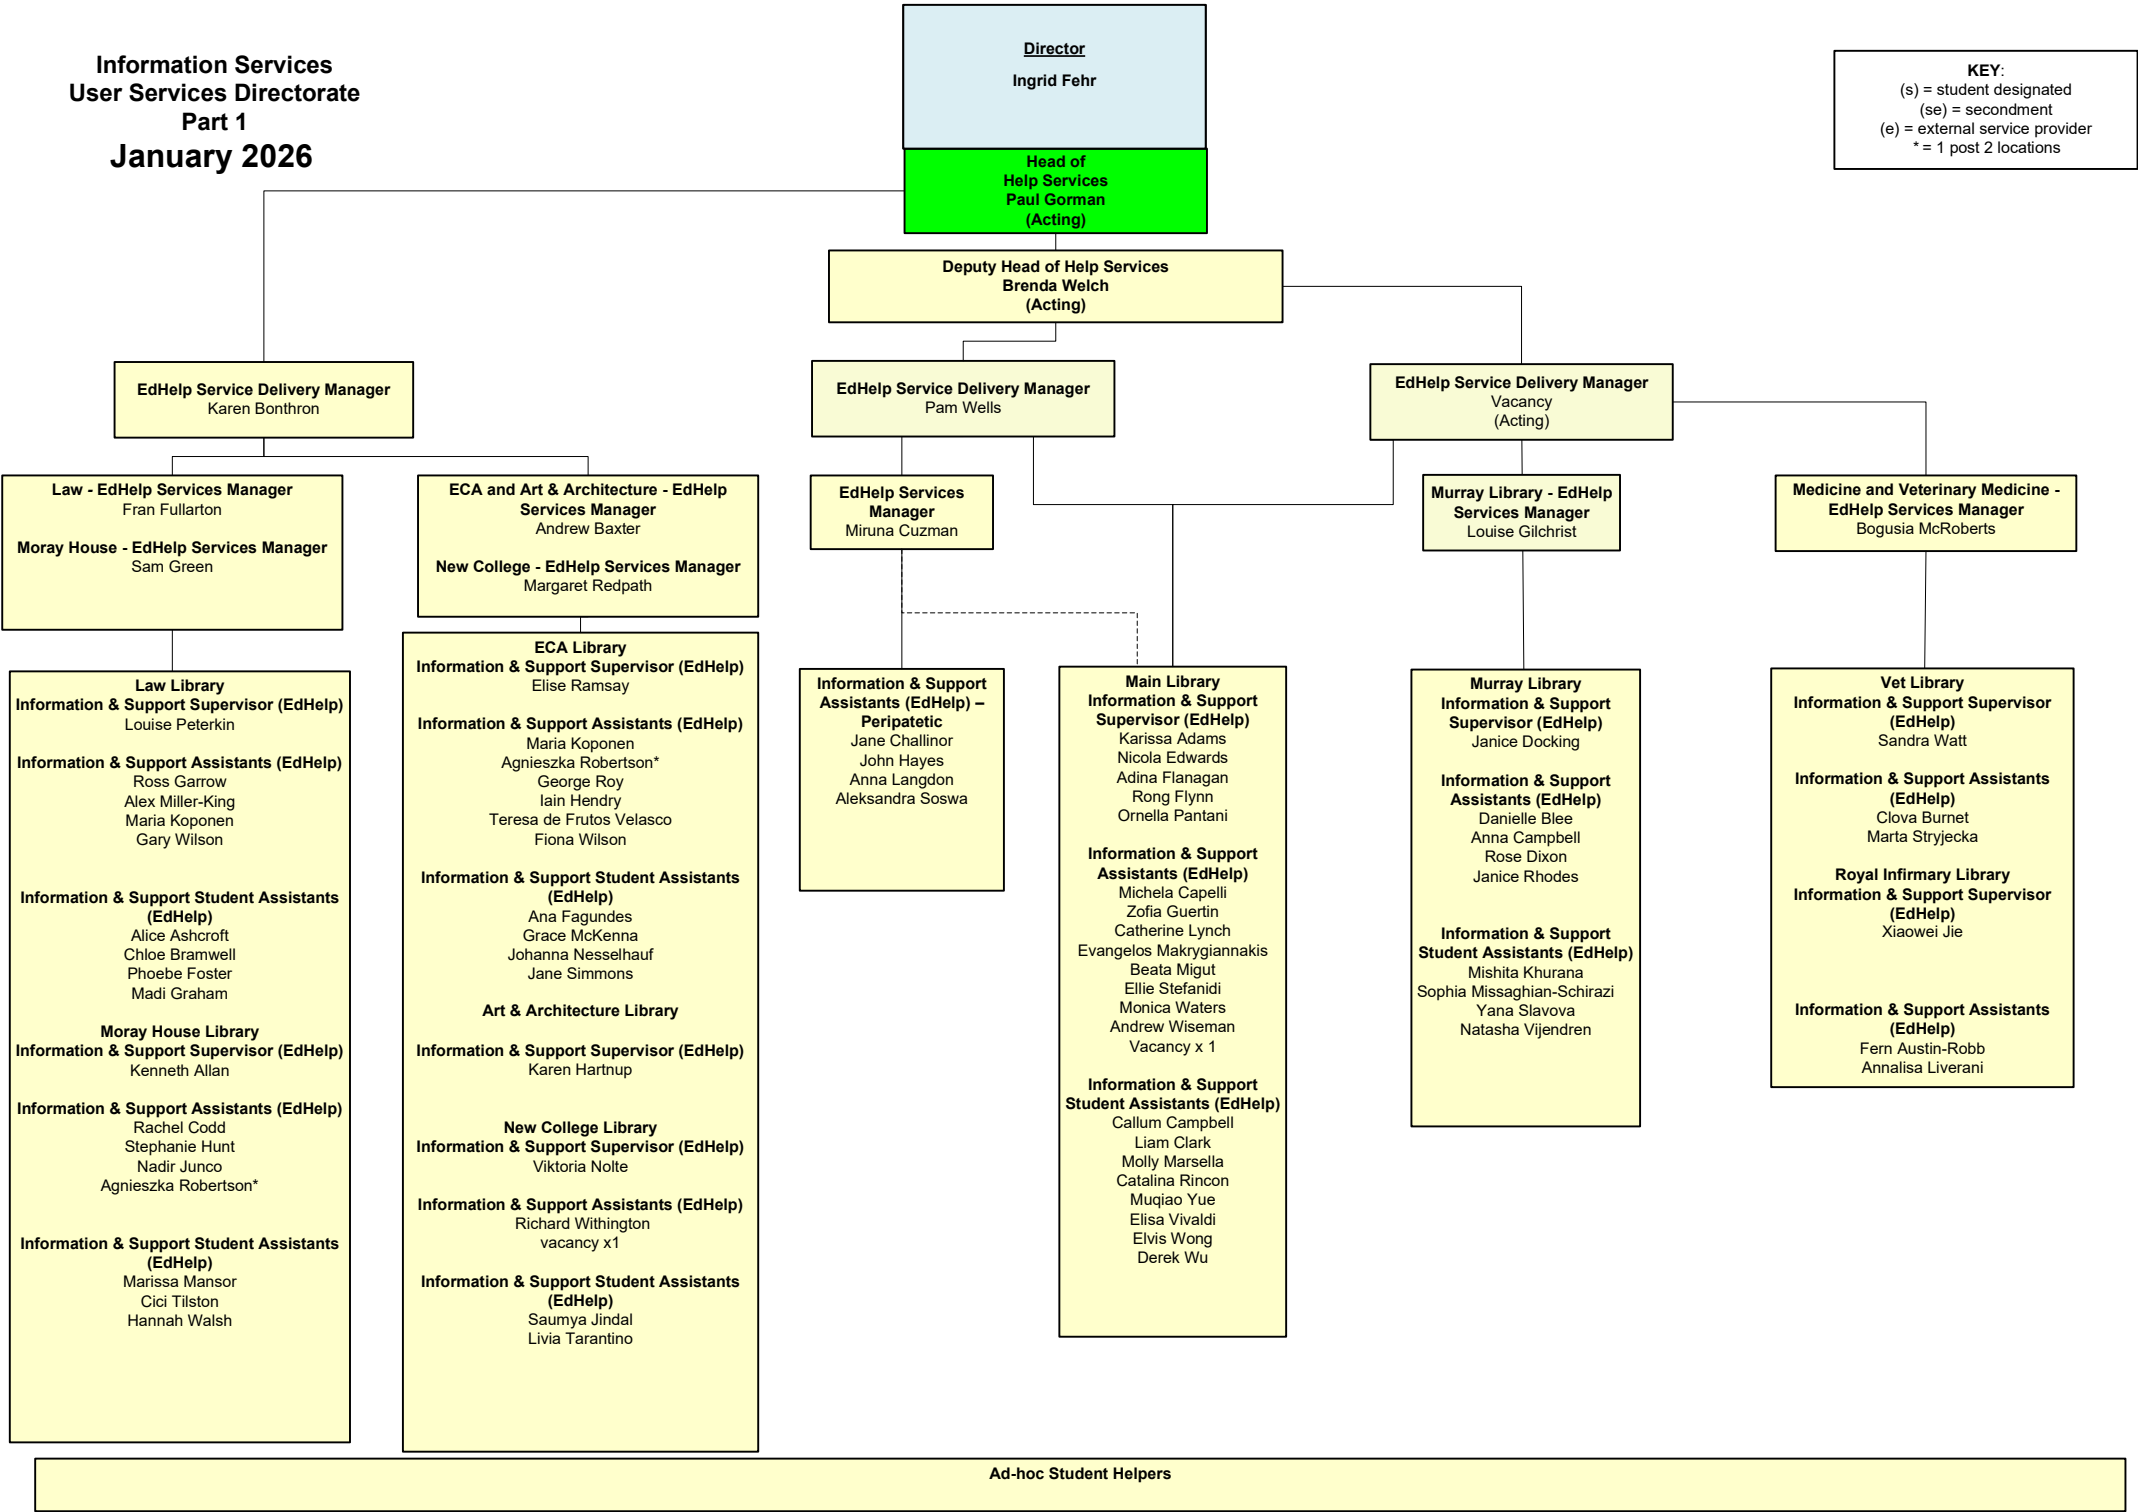 Information Services
User Services Directorate
Part 1
January 2026
Director
Ingrid Fehr
KEY:
(s) = student designated
(se) = secondment
(e) = external service provider
* = 1 post 2 locations
Head of
Help Services
Paul Gorman
(Acting)
Deputy Head of Help Services
Brenda Welch
(Acting)
EdHelp Service Delivery Manager
Karen Bonthron
EdHelp Service Delivery Manager
Pam Wells
EdHelp Service Delivery Manager
Vacancy
(Acting)
Law - EdHelp Services Manager
Fran Fullarton
Moray House - EdHelp Services Manager
Sam Green
ECA and Art & Architecture - EdHelp
Services Manager
Andrew Baxter
New College - EdHelp Services Manager
Margaret Redpath
EdHelp Services
Manager
Miruna Cuzman
Murray Library - EdHelp
Services Manager
Louise Gilchrist
Medicine and Veterinary Medicine -
EdHelp Services Manager
Bogusia McRoberts
Law Library
Information & Support Supervisor (EdHelp)
Louise Peterkin
Information & Support Assistants (EdHelp)
Ross Garrow
Alex Miller-King
Maria Koponen
Gary Wilson
Information & Support Student Assistants
(EdHelp)
Alice Ashcroft
Chloe Bramwell
Phoebe Foster
Madi Graham
Moray House Library
Information & Support Supervisor (EdHelp)
Kenneth Allan
Information & Support Assistants (EdHelp)
Rachel Codd
Stephanie Hunt
Nadir Junco
Agnieszka Robertson*
Information & Support Student Assistants
(EdHelp)
Marissa Mansor
Cici Tilston
Hannah Walsh
ECA Library
Information & Support Supervisor (EdHelp)
Elise Ramsay
Information & Support Assistants (EdHelp)
Maria Koponen
Agnieszka Robertson*
George Roy
Iain Hendry
Teresa de Frutos Velasco
Fiona Wilson
Information & Support Student Assistants
(EdHelp)
Ana Fagundes
Grace McKenna
Johanna Nesselhauf
Jane Simmons
Art & Architecture Library
Information & Support Supervisor (EdHelp)
Karen Hartnup
New College Library
Information & Support Supervisor (EdHelp)
Viktoria Nolte
Information & Support Assistants (EdHelp)
Richard Withington
vacancy x1
Information & Support Student Assistants
(EdHelp)
Saumya Jindal
Livia Tarantino
Information & Support
Assistants (EdHelp) –
Peripatetic
Jane Challinor
John Hayes
Anna Langdon
Aleksandra Soswa
Main Library
Information & Support
Supervisor (EdHelp)
Karissa Adams
Nicola Edwards
Adina Flanagan
Rong Flynn
Ornella Pantani
Information & Support
Assistants (EdHelp)
Michela Capelli
Zofia Guertin
Catherine Lynch
Evangelos Makrygiannakis
Beata Migut
Ellie Stefanidi
Monica Waters
Andrew Wiseman
Vacancy x 1
Information & Support
Student Assistants (EdHelp)
Callum Campbell
Liam Clark
Molly Marsella
Catalina Rincon
Muqiao Yue
Elisa Vivaldi
Elvis Wong
Derek Wu
Murray Library
Information & Support
Supervisor (EdHelp)
Janice Docking
Information & Support
Assistants (EdHelp)
Danielle Blee
Anna Campbell
Rose Dixon
Janice Rhodes
Information & Support
Student Assistants (EdHelp)
Mishita Khurana
Sophia Missaghian-Schirazi
Yana Slavova
Natasha Vijendren
Vet Library
Information & Support Supervisor
(EdHelp)
Sandra Watt
Information & Support Assistants
(EdHelp)
Clova Burnet
Marta Stryjecka
Royal Infirmary Library
Information & Support Supervisor
(EdHelp)
Xiaowei Jie
Information & Support Assistants
(EdHelp)
Fern Austin-Robb
Annalisa Liverani
Ad-hoc Student Helpers